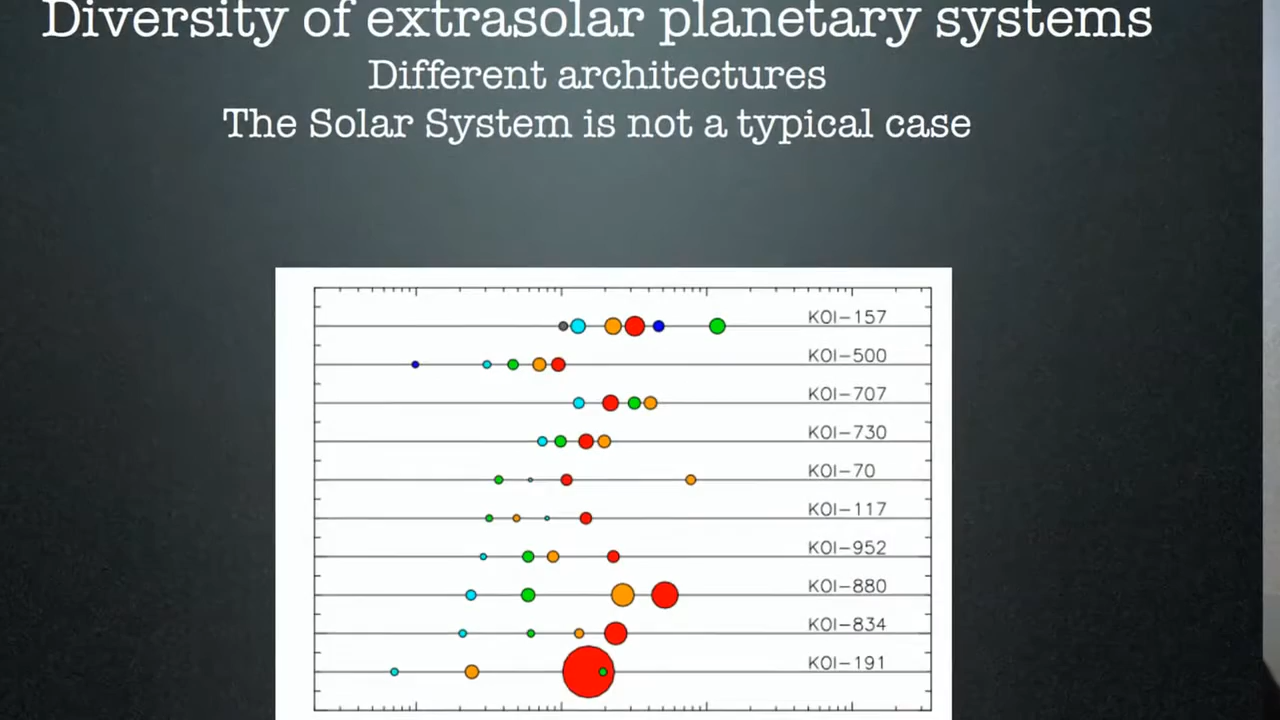 Diversity of extrasolar planetary systems
Different architectures
The Solar System is not a typical case
KOI-157
KOI-500
KOI-707
KOI-730
KOI-70
KOI-117
KOI-952
KOI-880
KOI-834
KOI-191